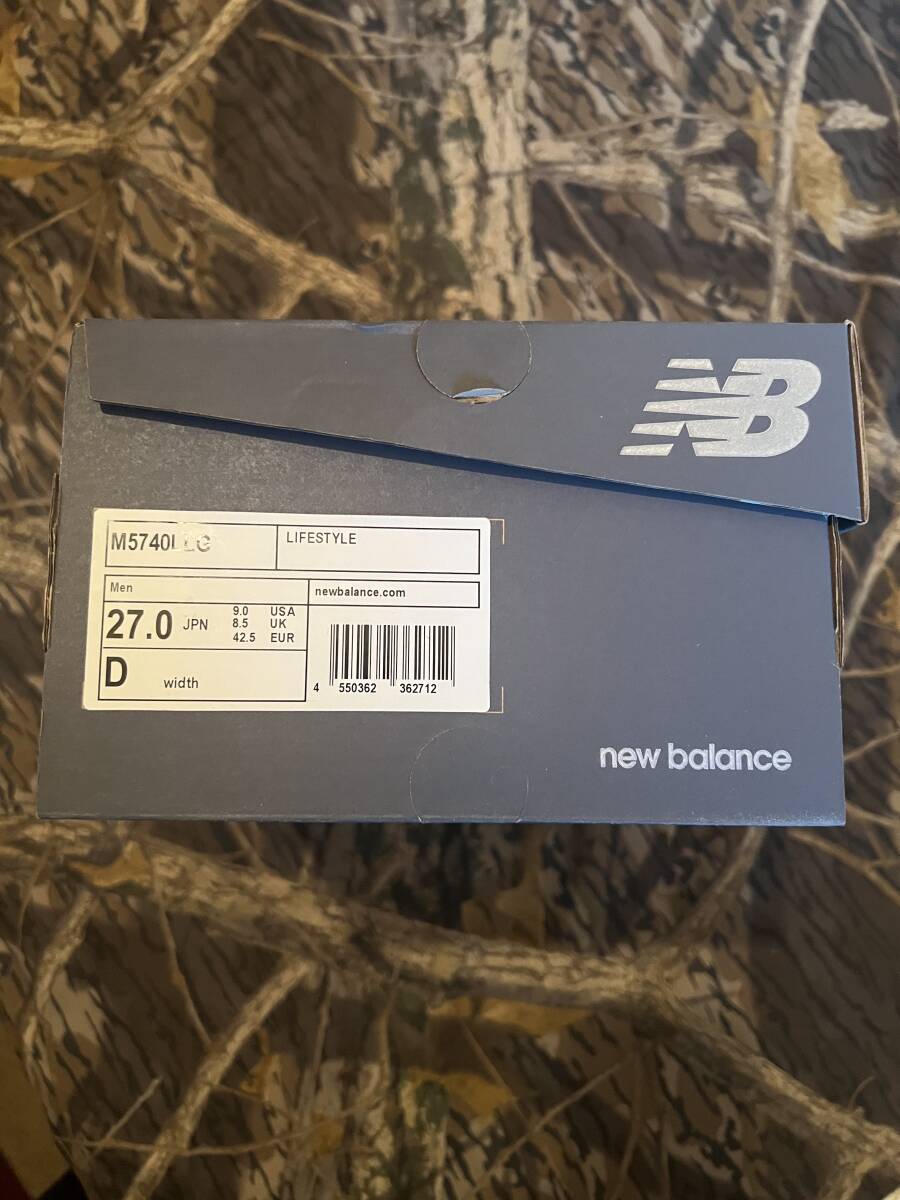 NB
M5740LLG
LIFESTYLE
Men
newbalance.com
27.0 JPN
9.0 USA
8.5 UK
42.5 EUR
D width
4 550362 362712
new balance